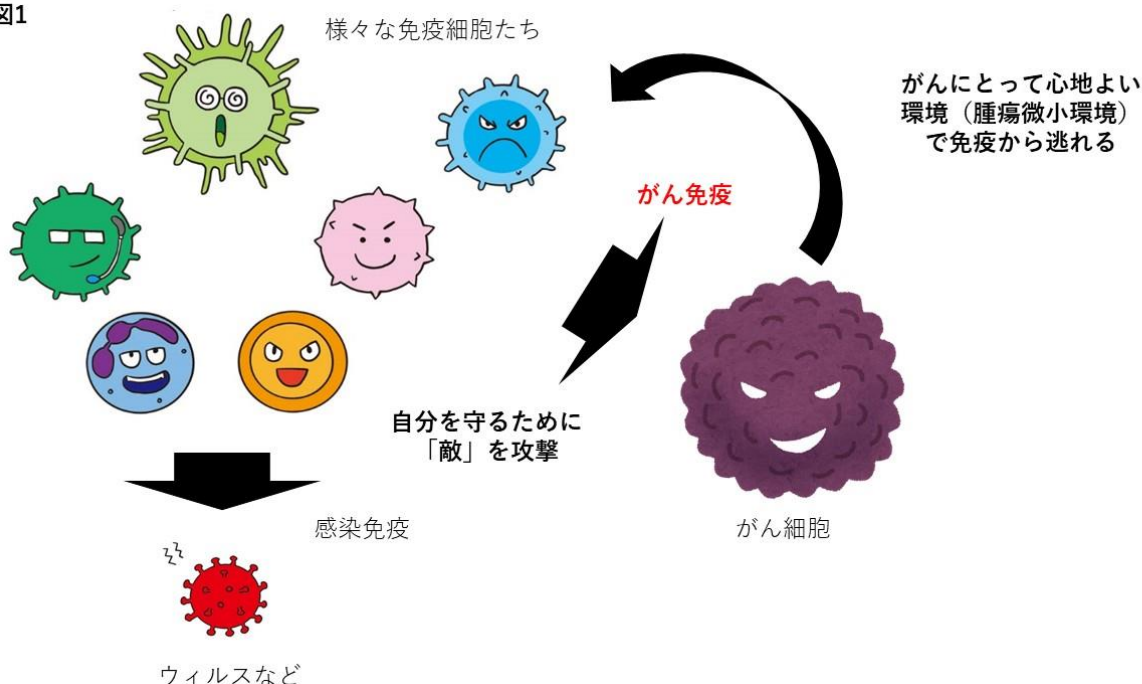 図1
様々な免疫細胞たち
がんにとって心地よい
環境（腫瘍微小環境）
で免疫から逃れる
がん免疫
自分を守るために
「敵」を攻撃
感染免疫
がん細胞
ウィルスなど